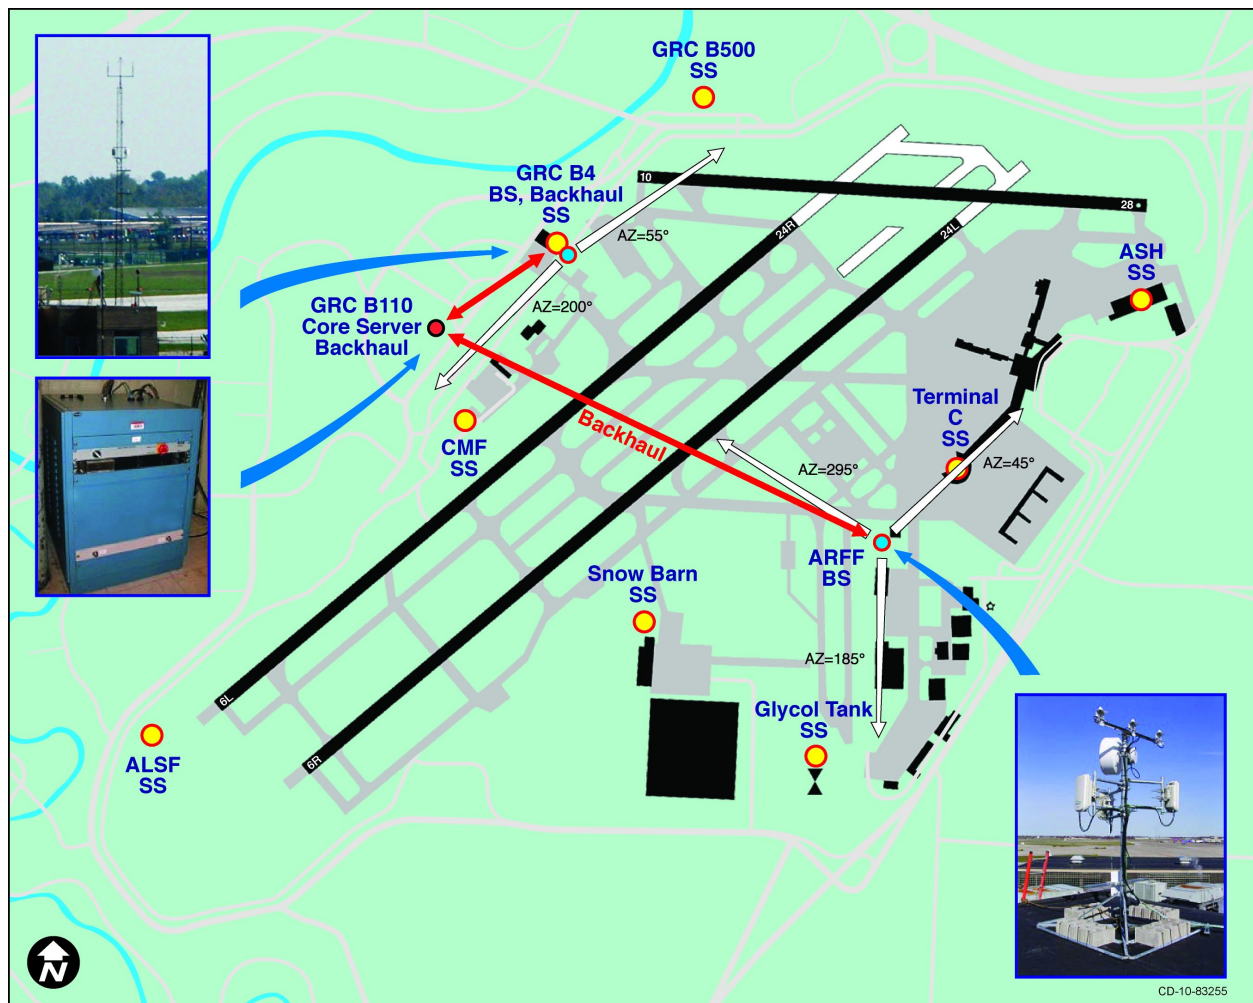 GRC B500
SS
GRC B4
BS, Backhaul
SS
10
28
24R
24L
AZ=55°
ASH
SS
GRC B110
Core Server
Backhaul
AZ=200°
Terminal
C
SS
CMF
SS
Backhaul
AZ=295°
AZ=45°
ARFF
BS
Snow Barn
SS
AZ=185°
6L
6R
Glycol Tank
SS
ALSF
SS
N
CD-10-83255